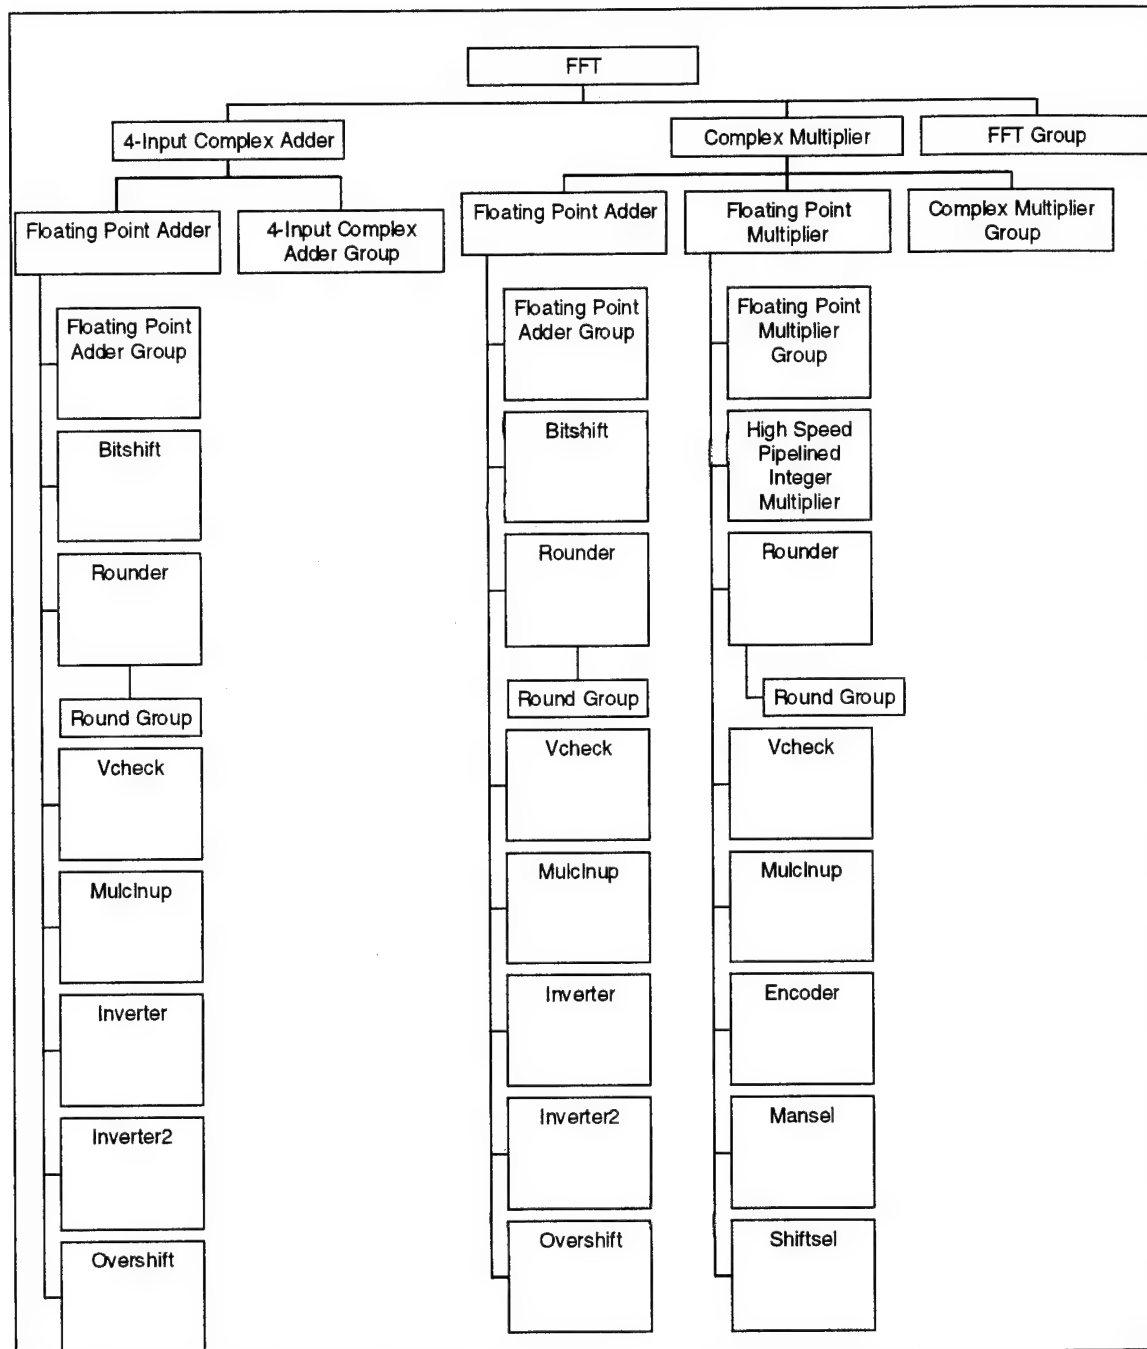 FFT
4-Input Complex Adder
Complex Multiplier
FFT Group
Floating Point Adder
4-Input Complex
Adder Group
Floating Point Adder
Floating Point
Multiplier
Complex Multiplier
Group
Floating Point
Adder Group
Bitshift
Rounder
Round Group
Vcheck
Mulclnup
Inverter
Inverter2
Overshift
Floating Point
Adder Group
Bitshift
Rounder
Round Group
Vcheck
Mulclnup
Inverter
Inverter2
Overshift
Floating Point
Multiplier
Group
High Speed
Pipelined
Integer
Multiplier
Rounder
Round Group
Vcheck
Mulclnup
Encoder
Mansel
Shiftsel